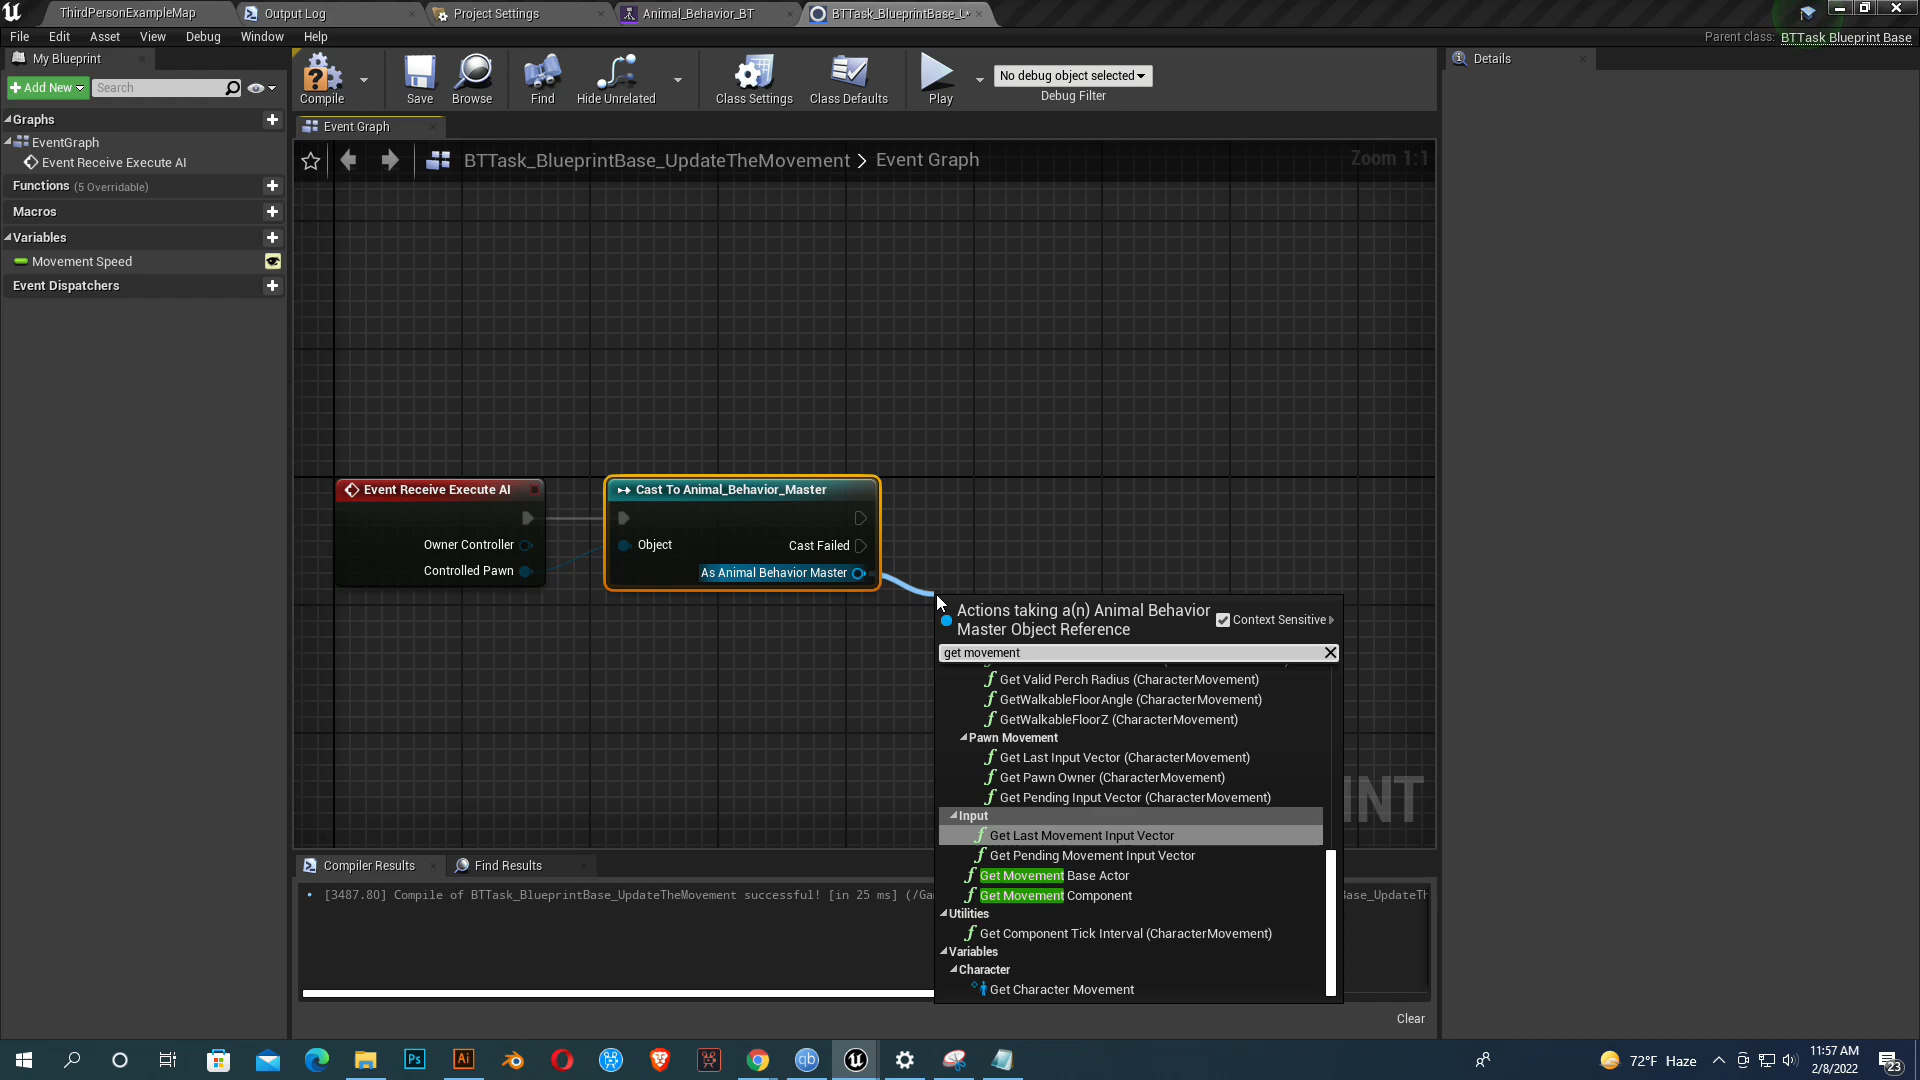 ThirdPersonExampleMap
Output Log
Project Settings
Animal_Behavior_BT
BTTask_BlueprintBase_U*
File Edit Asset View Debug Window Help
Parent class: BTTask Blueprint Base
My Blueprint
Add New
Search
Graphs
EventGraph
Event Receive Execute AI
Functions (5 Overridable)
Macros
Variables
Movement Speed
Event Dispatchers
Compile
Save
Browse
Find
Hide Unrelated
Class Settings
Class Defaults
Play
No debug object selected
Debug Filter
Details
Event Graph
BTTask_BlueprintBase_UpdateTheMovement > Event Graph
Zoom 1:1
Event Receive Execute AI
Owner Controller
Controlled Pawn
Cast To Animal_Behavior_Master
Object
Cast Failed
As Animal Behavior Master
Actions taking a(n) Animal Behavior
Master Object Reference
Context Sensitive
get movement
Get Valid Perch Radius (CharacterMovement)
GetWalkableFloorAngle (CharacterMovement)
GetWalkableFloorZ (CharacterMovement)
Pawn Movement
Get Last Input Vector (CharacterMovement)
Get Pawn Owner (CharacterMovement)
Get Pending Input Vector (CharacterMovement)
Input
Get Last Movement Input Vector
Get Pending Movement Input Vector
Get Movement Base Actor
Get Movement Component
Utilities
Get Component Tick Interval (CharacterMovement)
Variables
Character
Get Character Movement
INT
Compiler Results
Find Results
[3487.80] Compile of BTTask_BlueprintBase_UpdateTheMovement successful! [in 25 ms] (/Ga
ase_UpdateTh
Clear
Ps
Ai
qb
72°F Haze
11:57 AM
2/8/2022
23